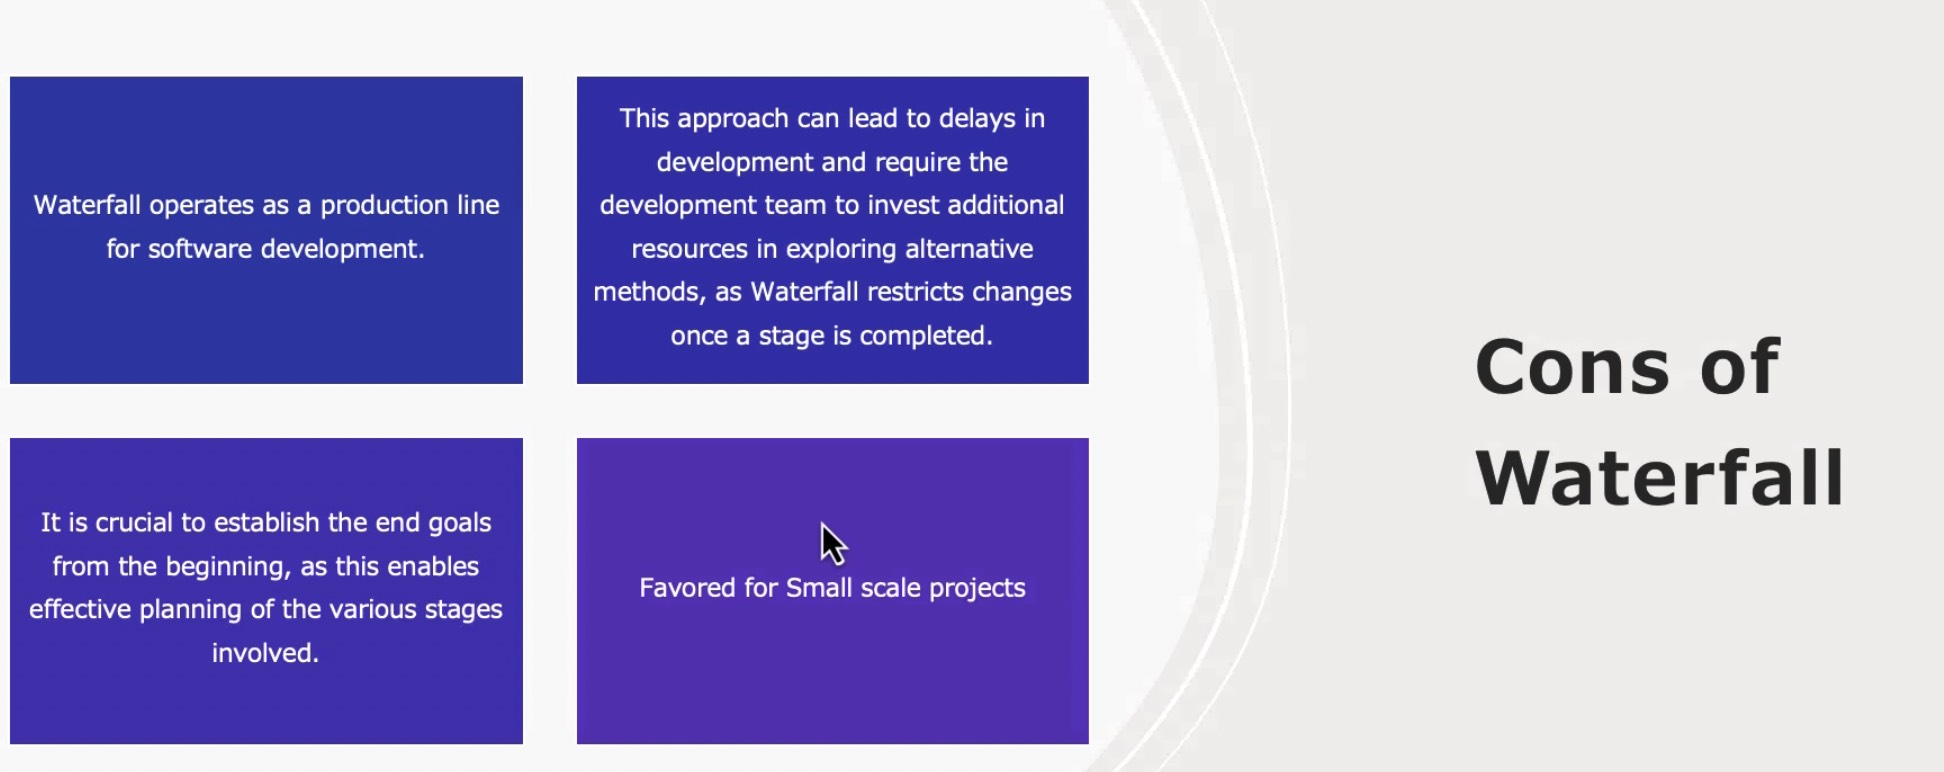 Waterfall operates as a production line
for software development.
This approach can lead to delays in
development and require the
development team to invest additional
resources in exploring alternative
methods, as Waterfall restricts changes
once a stage is completed.
It is crucial to establish the end goals
from the beginning, as this enables
effective planning of the various stages
involved.
Favored for Small scale projects
Cons of
Waterfall